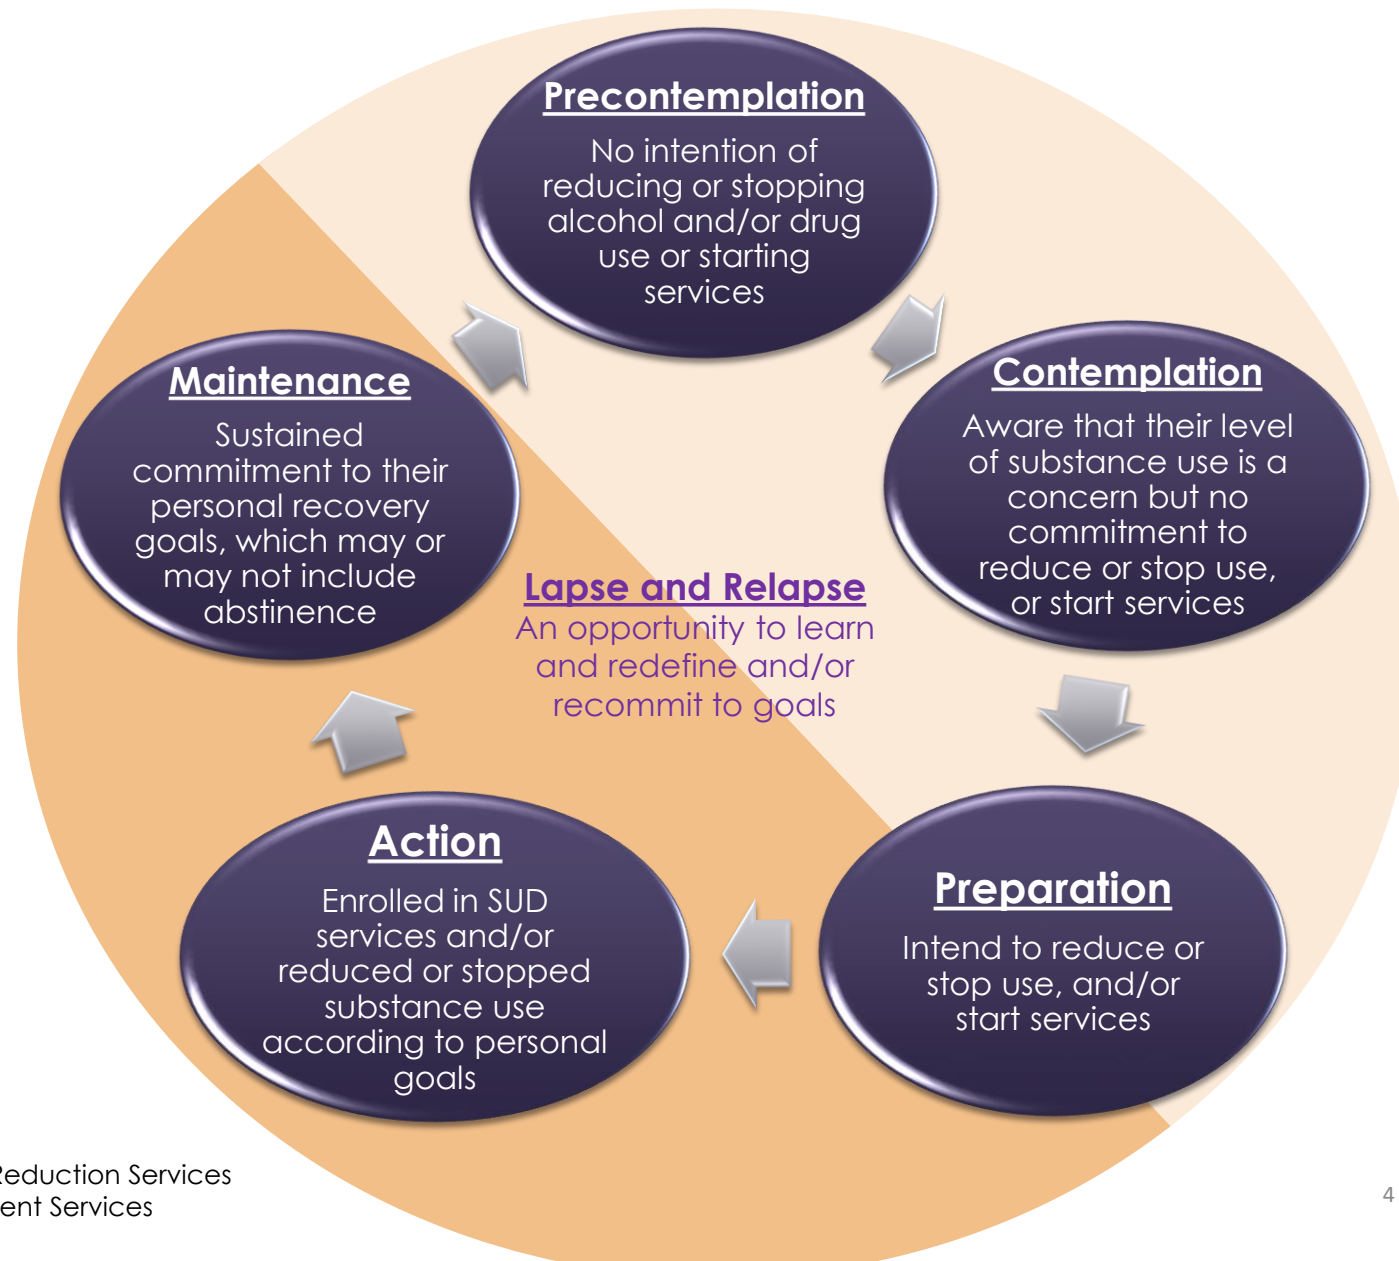 Precontemplation
No intention of
reducing or stopping
alcohol and/or drug
use or starting
services
Contemplation
Aware that their level
of substance use is a
concern but no
commitment to
reduce or stop use,
or start services
Preparation
Intend to reduce or
stop use, and/or
start services
Action
Enrolled in SUD
services and/or
reduced or stopped
substance use
according to personal
goals
Maintenance
Sustained
commitment to their
personal recovery
goals, which may or
may not include
abstinence
Lapse and Relapse
An opportunity to learn
and redefine and/or
recommit to goals
Reduction Services
ent Services
4